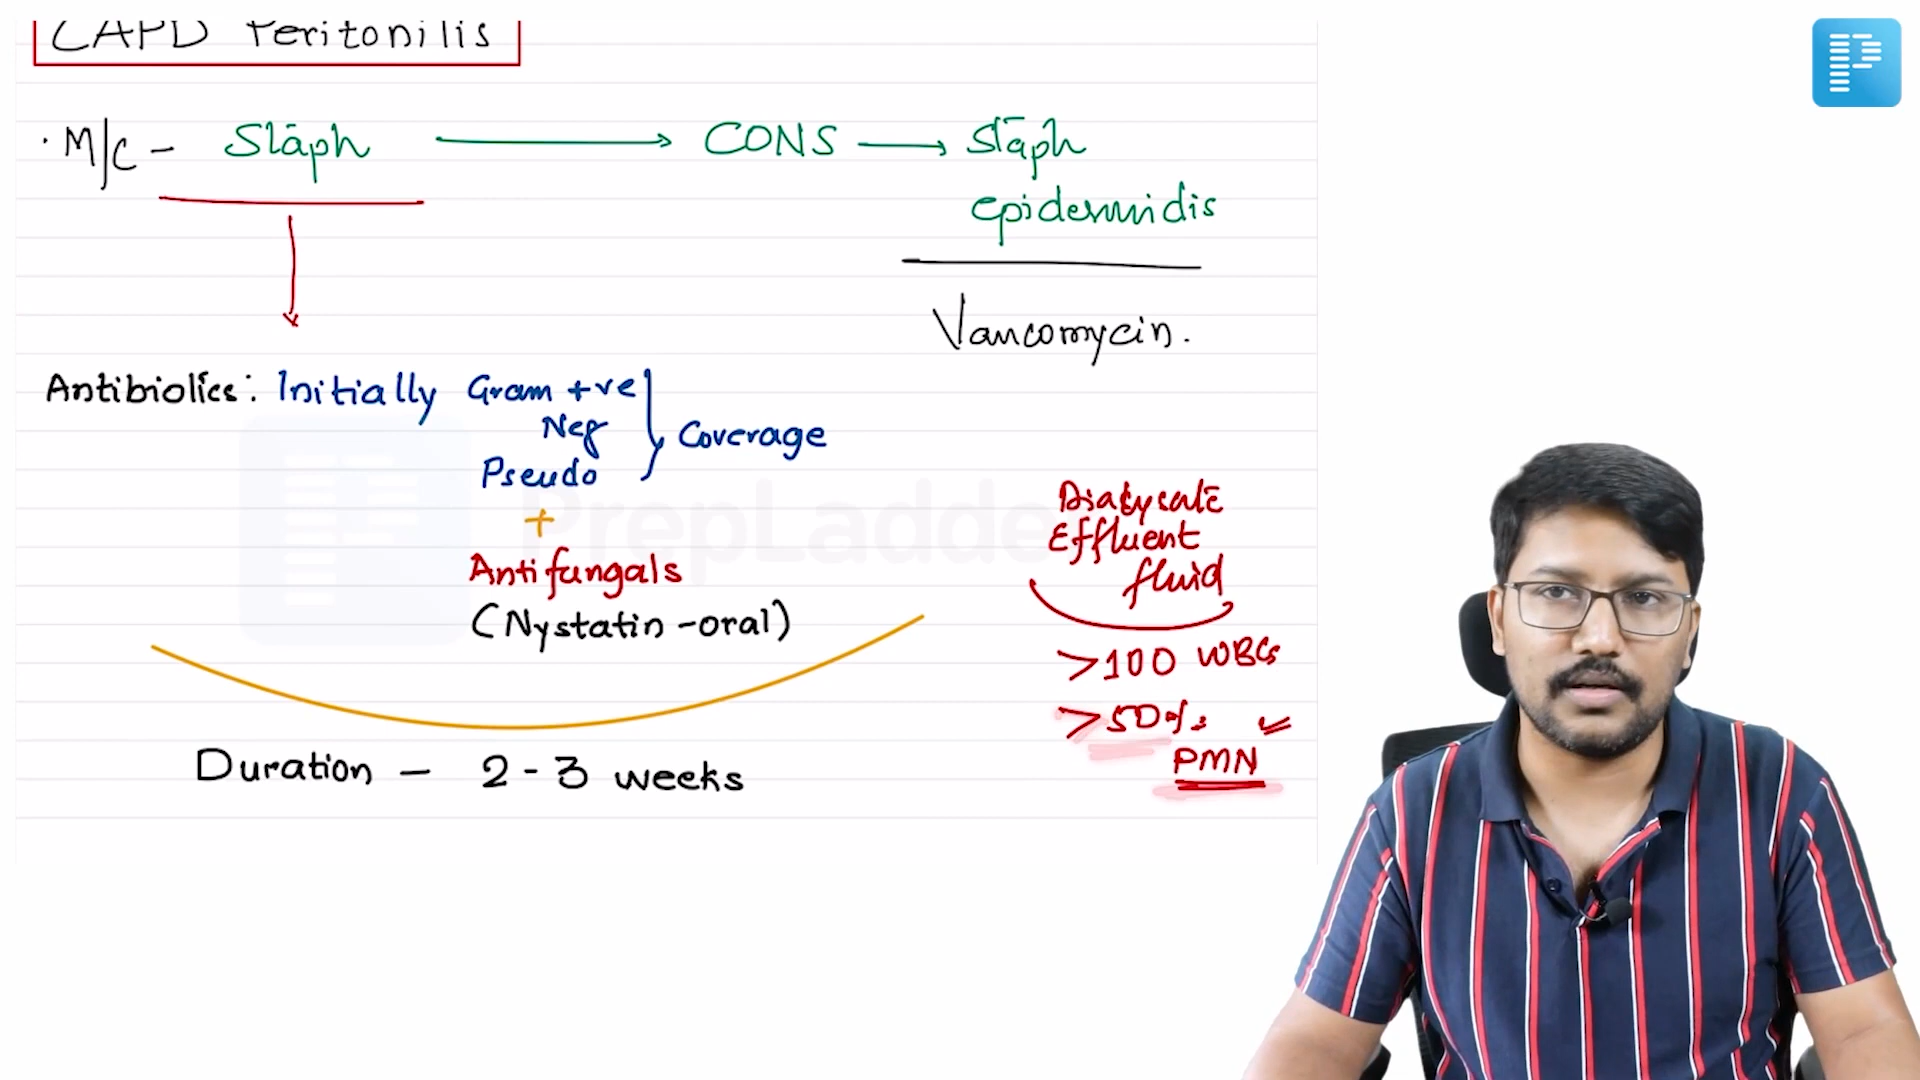 CAPD Peritonitis
· M/C - Staph → CONS → Staph
epidermidis
Vancomycin.
Antibiotics: Initially Gram +ve
Neg
Pseudo
Coverage
+
Antifungals
(Nystatin - oral)
Duration - 2 - 3 weeks
Dialysate
Effluent
fluid
>100 WBCs
>50%
PMN
PrepLadde